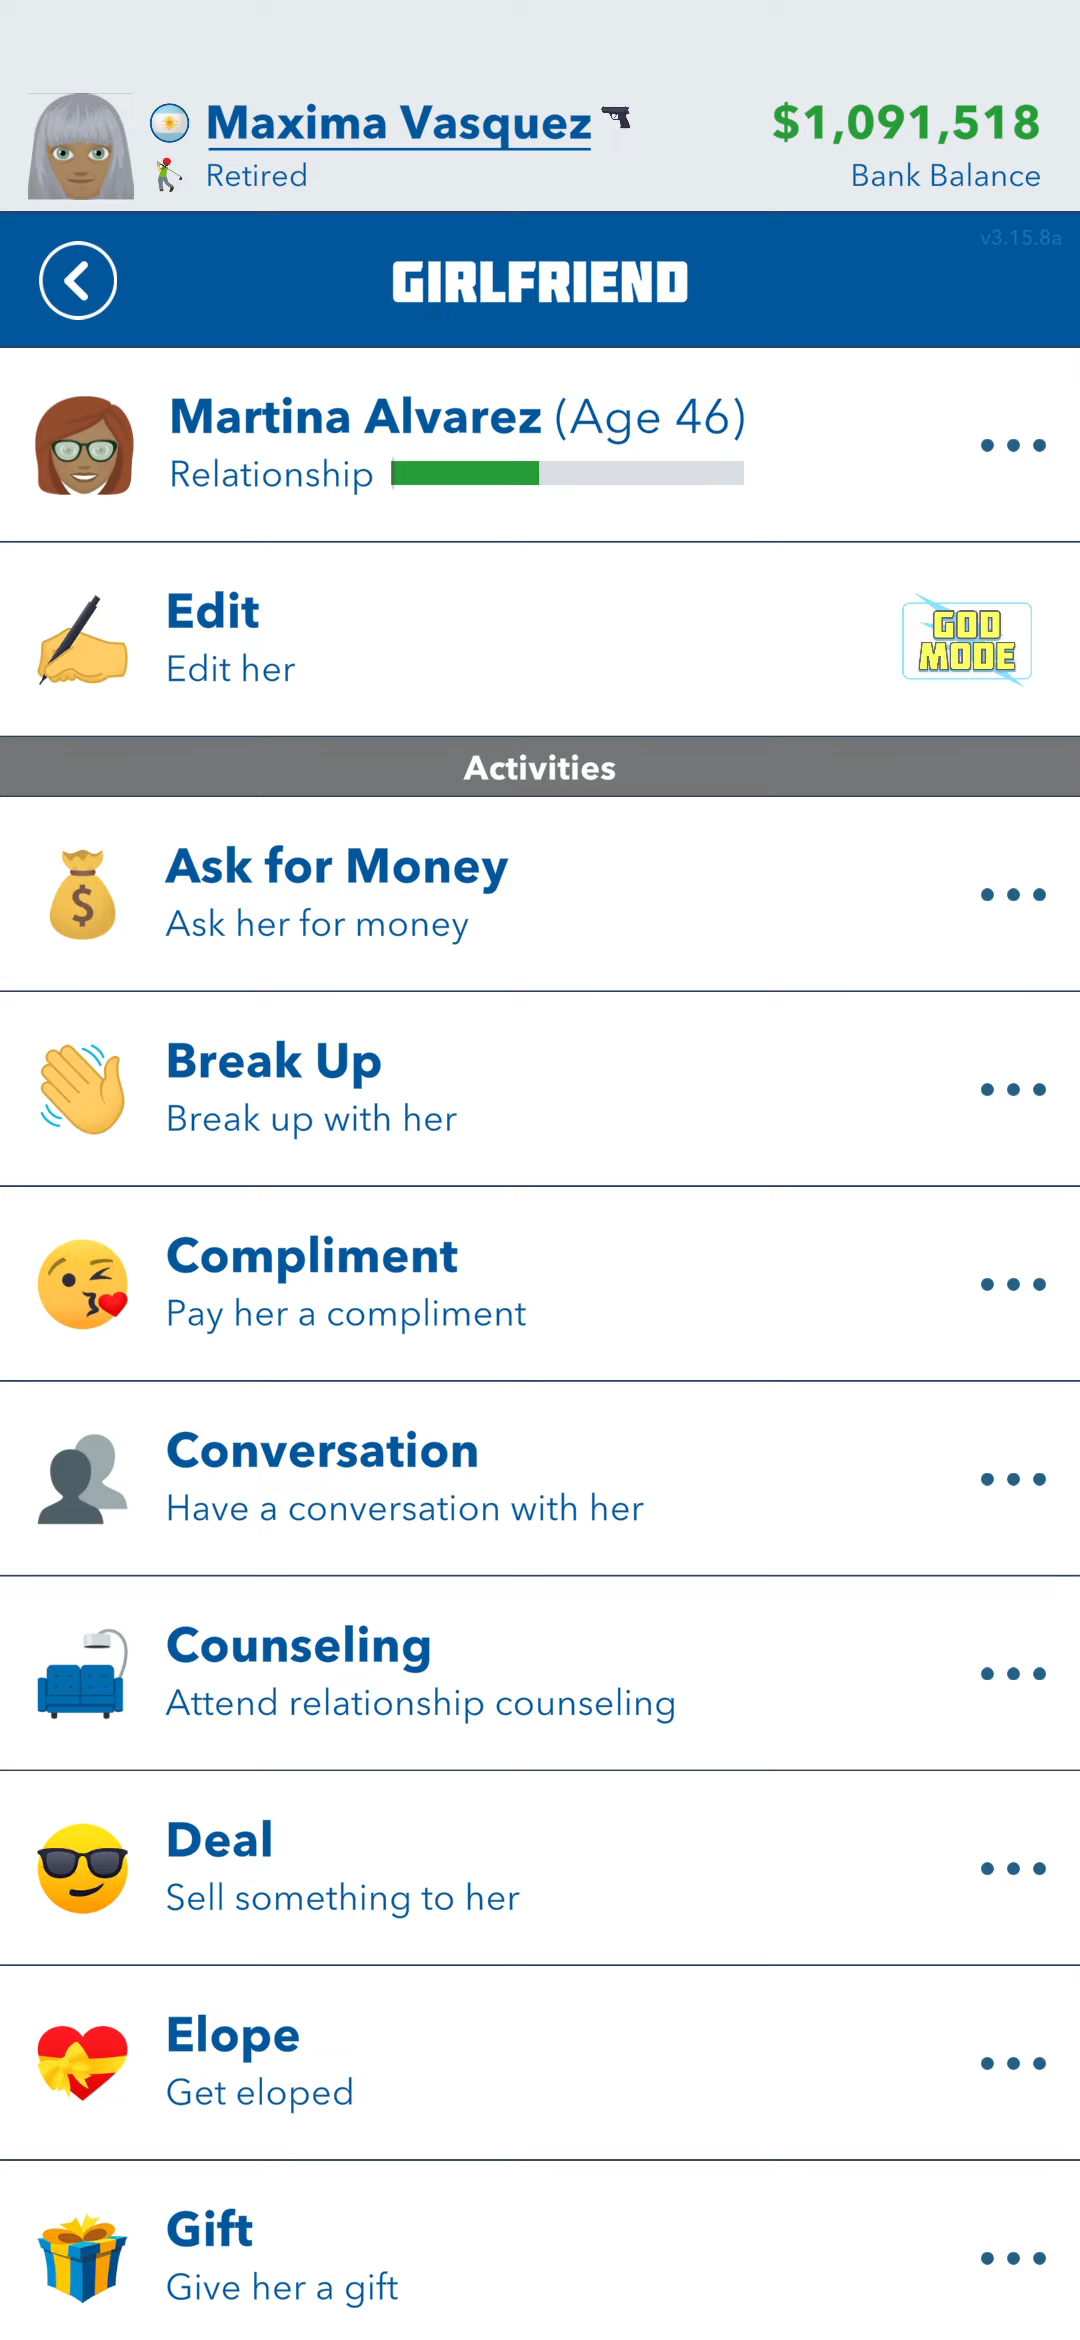 Maxima Vasquez
$1,091,518
Retired
Bank Balance
v3.15.8a
GIRLFRIEND
Martina Alvarez (Age 46)
Relationship
Edit
Edit her
GOD
MODE
Activities
Ask for Money
Ask her for money
Break Up
Break up with her
Compliment
Pay her a compliment
Conversation
Have a conversation with her
Counseling
Attend relationship counseling
Deal
Sell something to her
Elope
Get eloped
Gift
Give her a gift